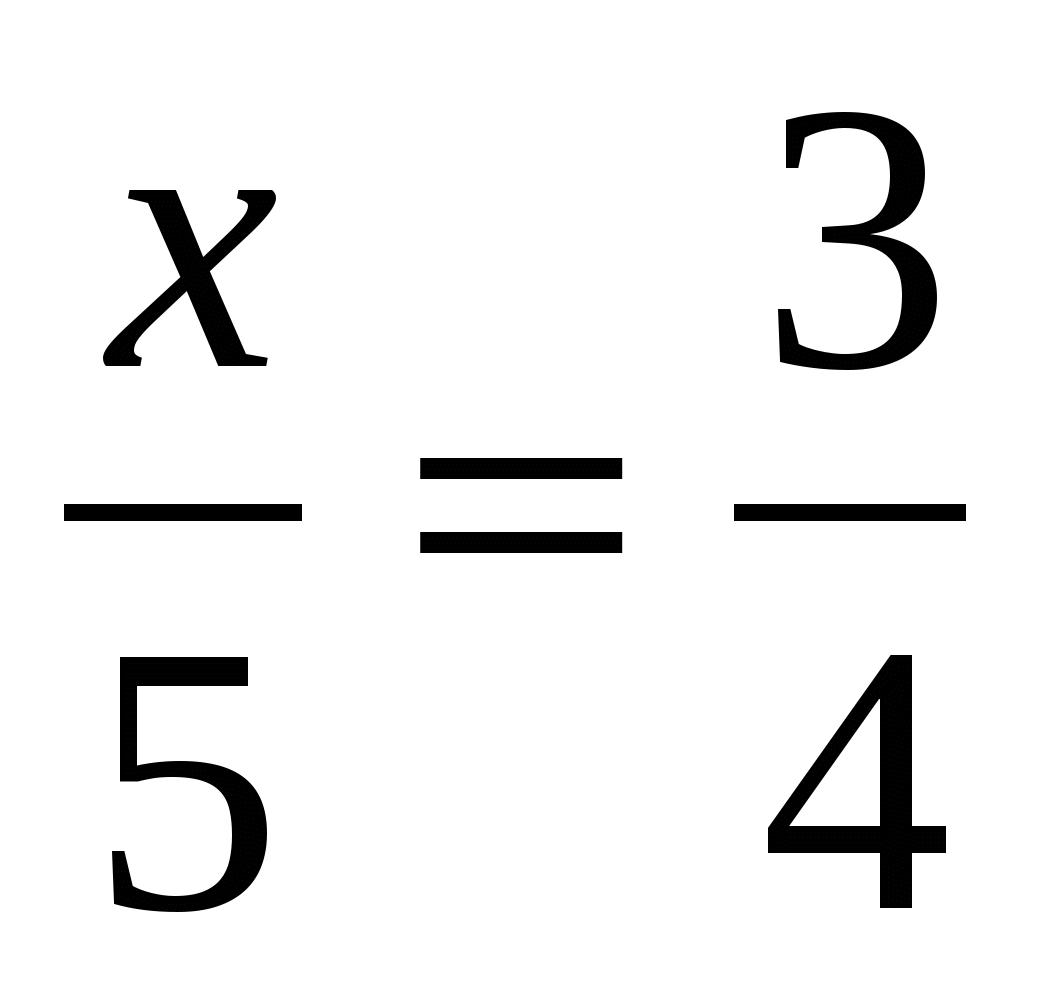 x/5 = 3/4